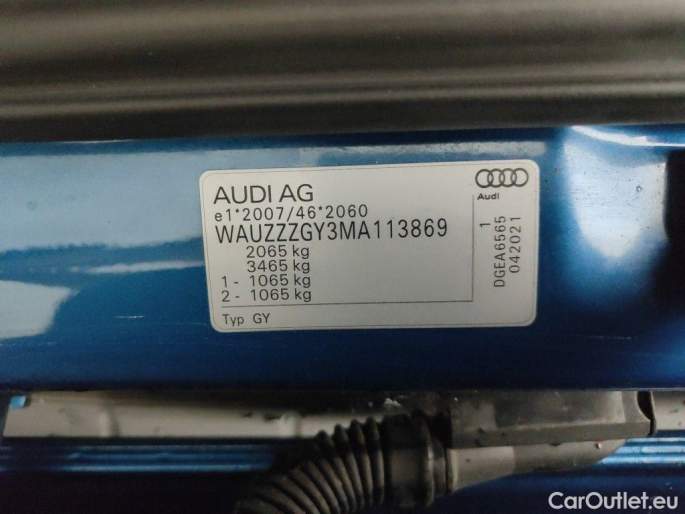 AUDI AG
e1*2007/46*2060
WAUZZZGY3MA113869
2065 kg
3465 kg
1 - 1065 kg
2 - 1065 kg
Typ GY
Audi
DGEA6565 1
042021
CarOutlet.eu